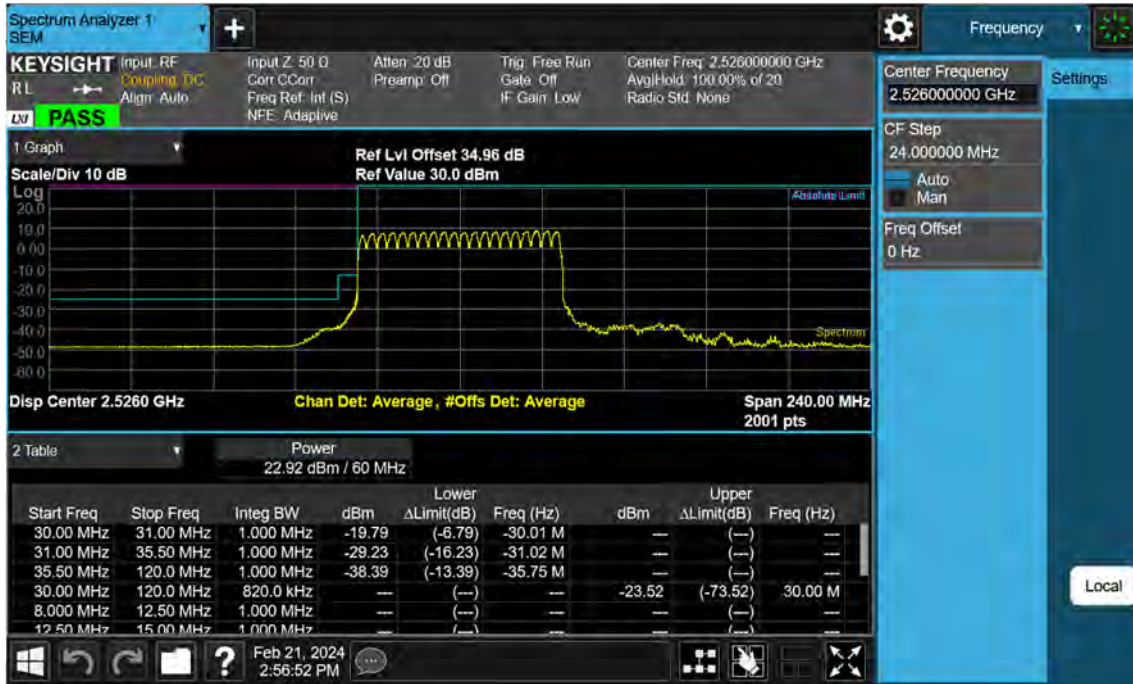 Spectrum Analyzer 1
SEM
+
Frequency
KEYSIGHT
RL
LXI
PASS
Input: RF
Coupling: DC
Align: Auto
Input Z: 50 Ω
Corr CCorr
Freq Ref: Int (S)
NFE: Adaptive
Atten: 20 dB
Preamp: Off
Trig: Free Run
Gate: Off
IF Gain: Low
Center Freq: 2.526000000 GHz
Avg|Hold: 100.00% of 20
Radio Std: None
Center Frequency
2.526000000 GHz
Settings
CF Step
24.000000 MHz
Auto
Man
Freq Offset
0 Hz
1 Graph
Scale/Div 10 dB
Ref Lvl Offset 34.96 dB
Ref Value 30.0 dBm
Log
20.0
10.0
0.00
-10.0
-20.0
-30.0
-40.0
-50.0
-60.0
Absolute Limit
Spectrum
Disp Center 2.5260 GHz
Chan Det: Average, #Offs Det: Average
Span 240.00 MHz
2001 pts
2 Table
Power
22.92 dBm / 60 MHz
Lower Upper
Start Freq Stop Freq Integ BW dBm ΔLimit(dB) Freq (Hz) dBm ΔLimit(dB) Freq (Hz)
30.00 MHz 31.00 MHz 1.000 MHz -19.79 (-6.79) -30.01 M --- (---) ---
31.00 MHz 35.50 MHz 1.000 MHz -29.23 (-16.23) -31.02 M --- (---) ---
35.50 MHz 120.0 MHz 1.000 MHz -38.39 (-13.39) -35.75 M --- (---) ---
30.00 MHz 120.0 MHz 820.0 kHz --- (---) --- -23.52 (-73.52) 30.00 M
8.000 MHz 12.50 MHz 1.000 MHz --- (---) --- --- (---) ---
12.50 MHz 15.00 MHz 1.000 MHz --- (---) --- --- (---) ---
Local
?
Feb 21, 2024
2:56:52 PM